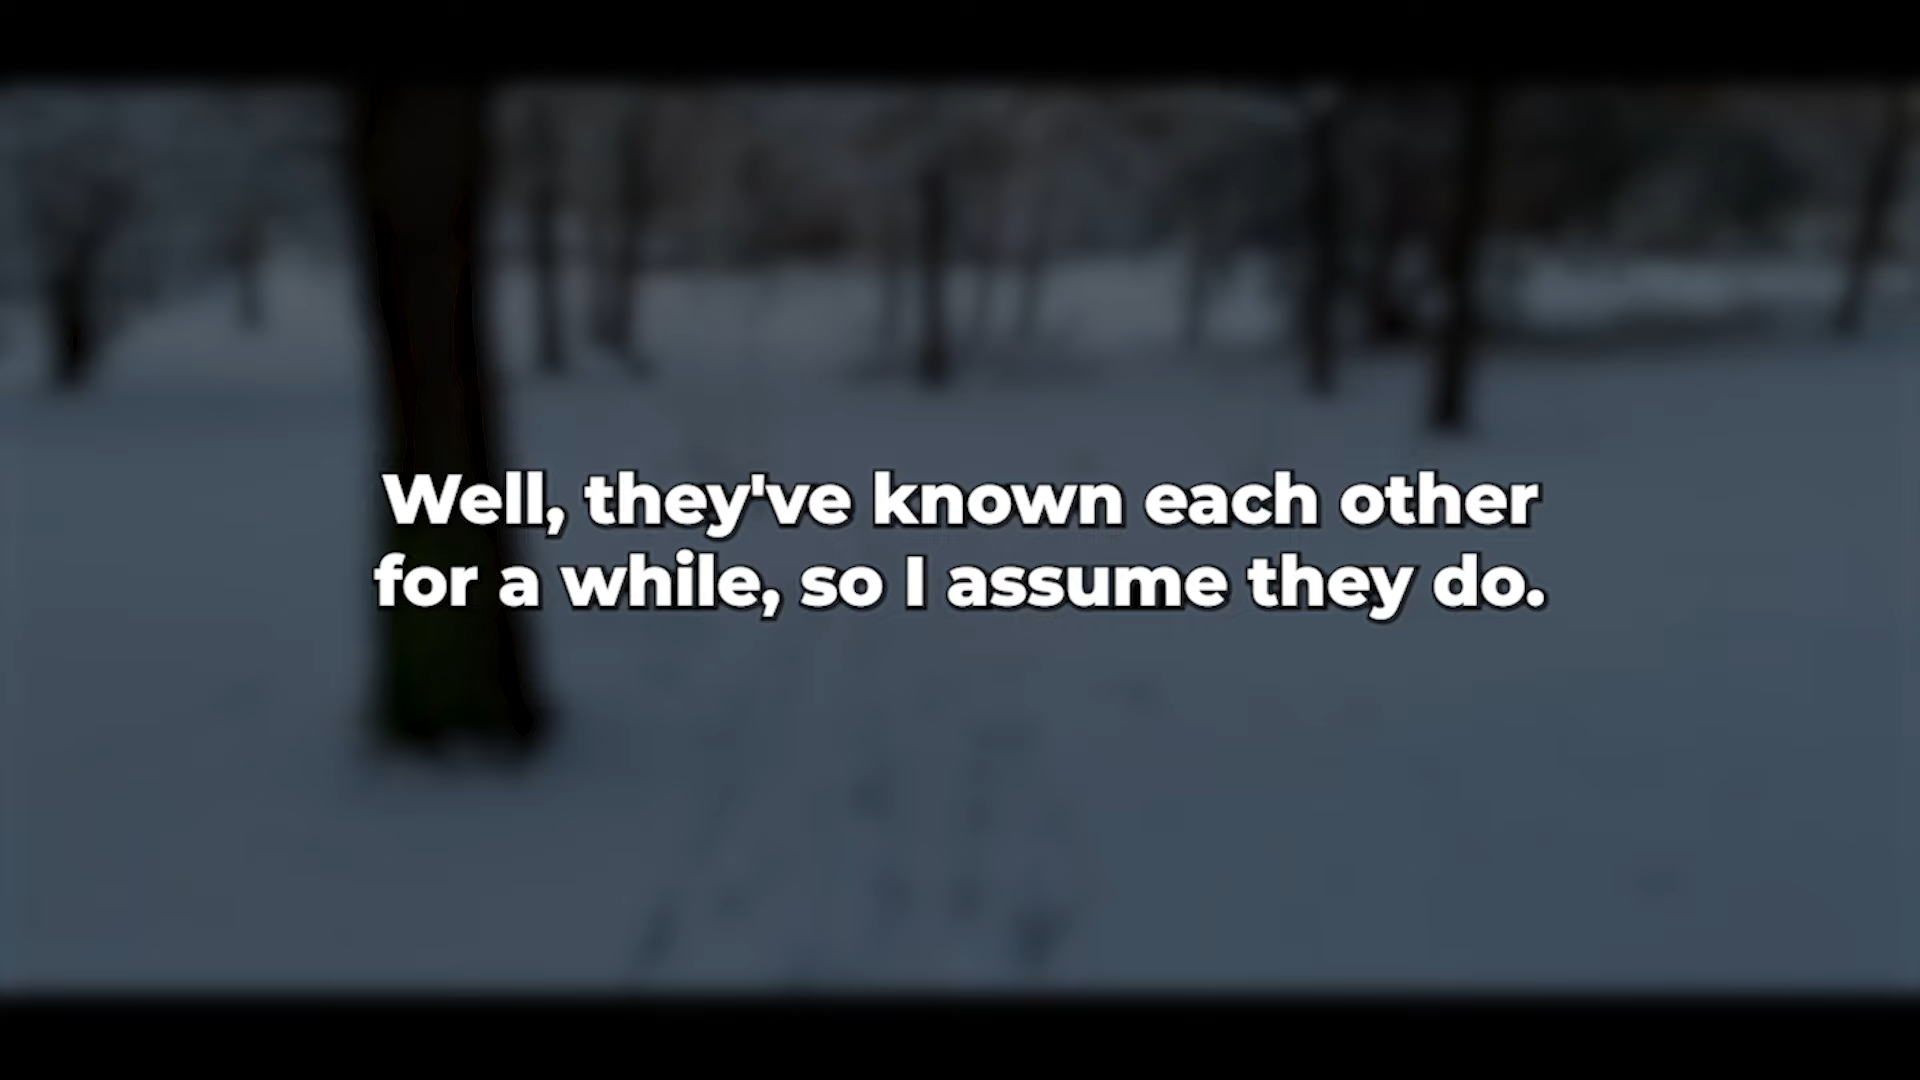 Well, they've known each other
for a while, so I assume they do.